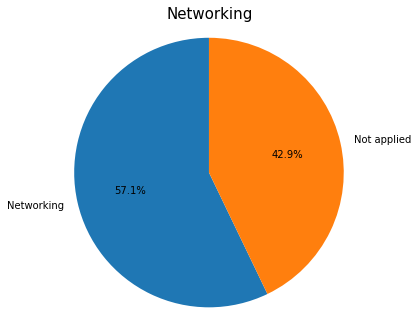 Networking
Not applied
42.9%
57.1%
Networking